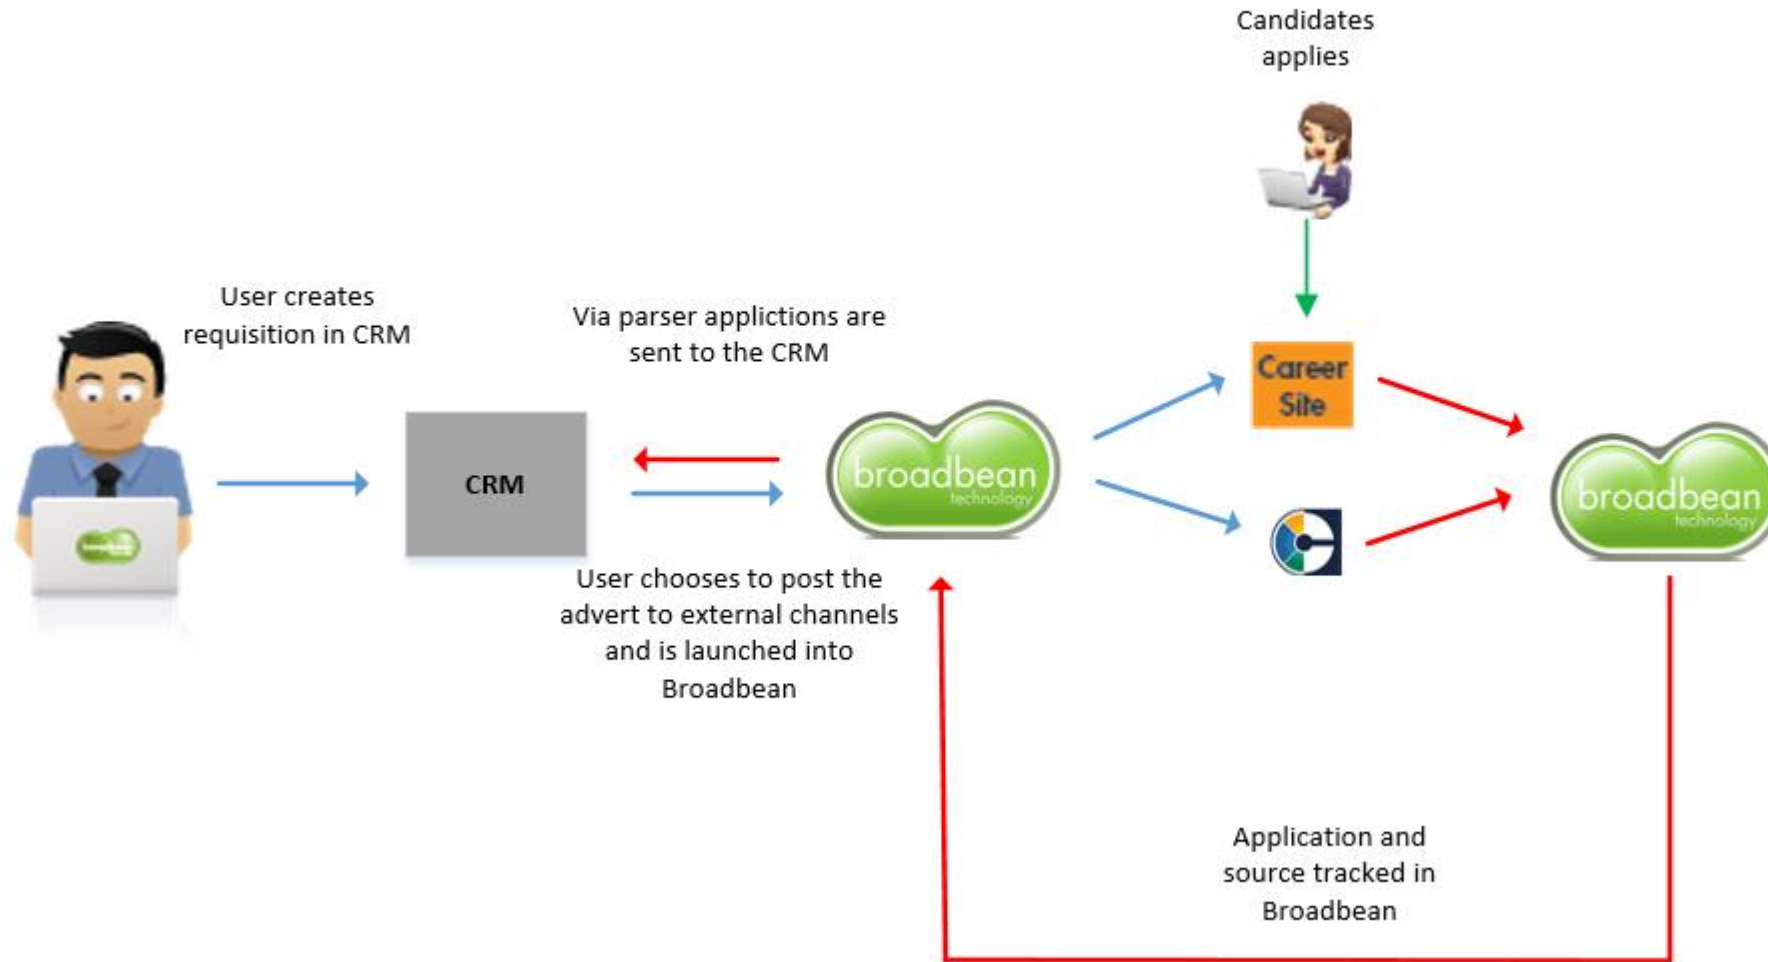 Candidates
applies
User creates
requisition in CRM
Via parser applictions are
sent to the CRM
Career
Site
CRM
broadbean
technology
broadbean
technology
User chooses to post the
advert to external channels
and is launched into
Broadbean
Application and
source tracked in
Broadbean